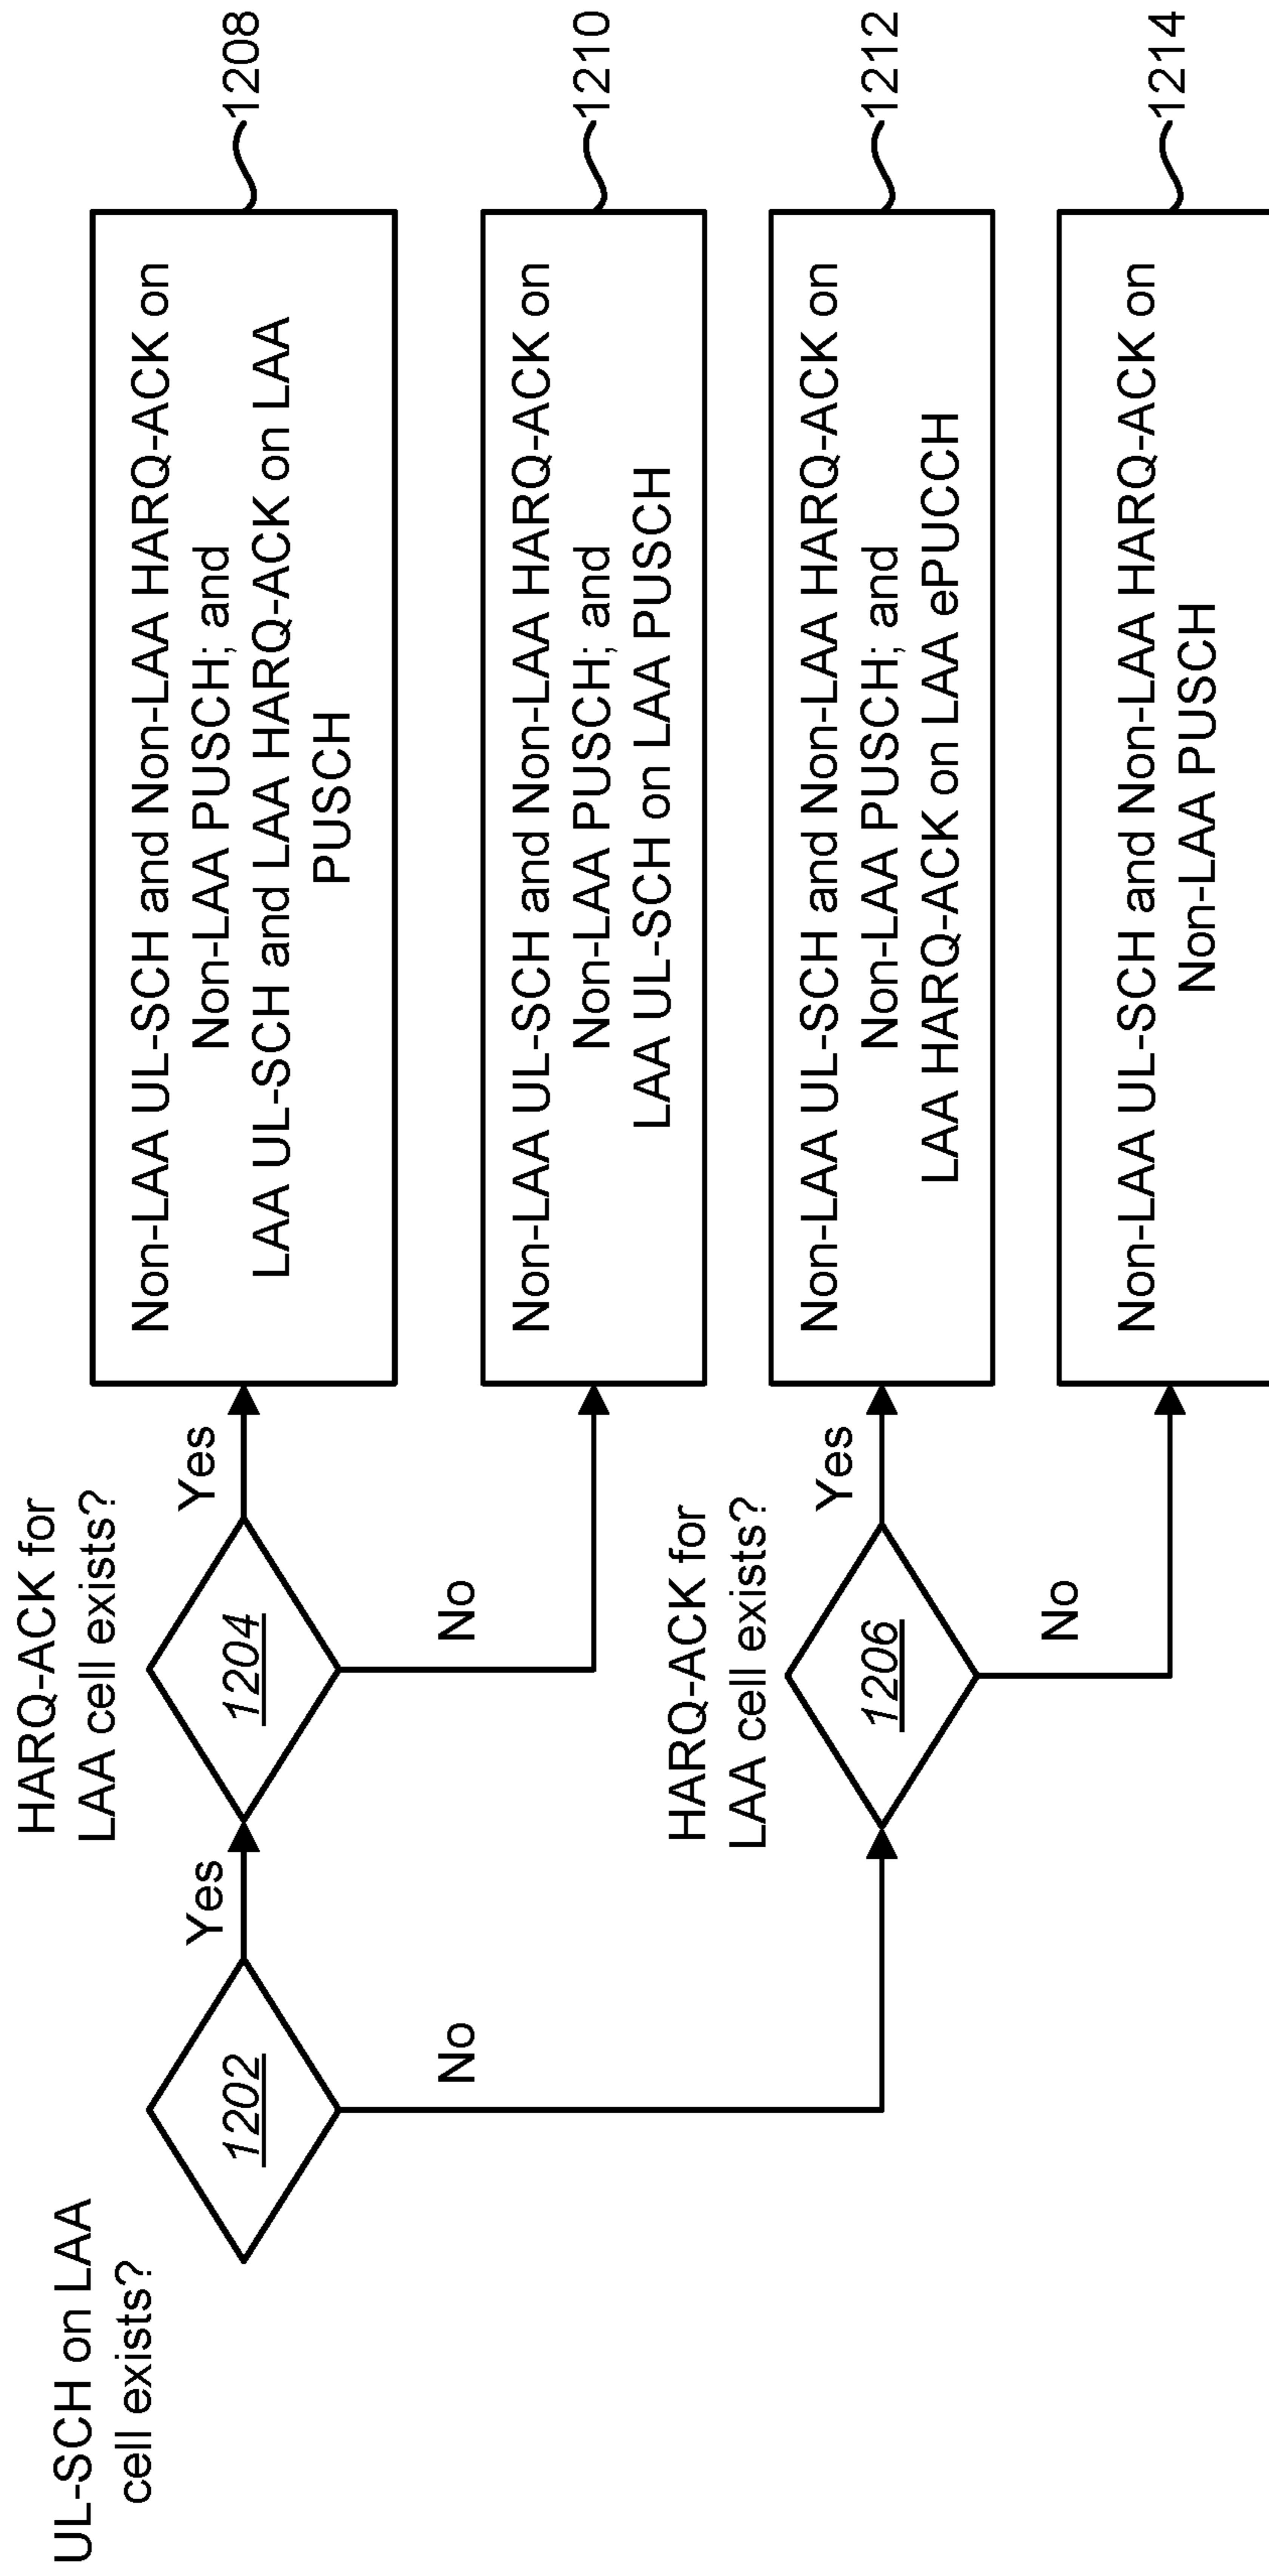 UL-SCH on LAA
cell exists?
1202
Yes
No
HARQ-ACK for
LAA cell exists?
1204
Yes
No
Non-LAA UL-SCH and Non-LAA HARQ-ACK on
Non-LAA PUSCH; and
LAA UL-SCH and LAA HARQ-ACK on LAA
PUSCH
1208
Non-LAA UL-SCH and Non-LAA HARQ-ACK on
Non-LAA PUSCH; and
LAA UL-SCH on LAA PUSCH
1210
HARQ-ACK for
LAA cell exists?
1206
Yes
No
Non-LAA UL-SCH and Non-LAA HARQ-ACK on
Non-LAA PUSCH; and
LAA HARQ-ACK on LAA ePUCCH
1212
Non-LAA UL-SCH and Non-LAA HARQ-ACK on
Non-LAA PUSCH
1214